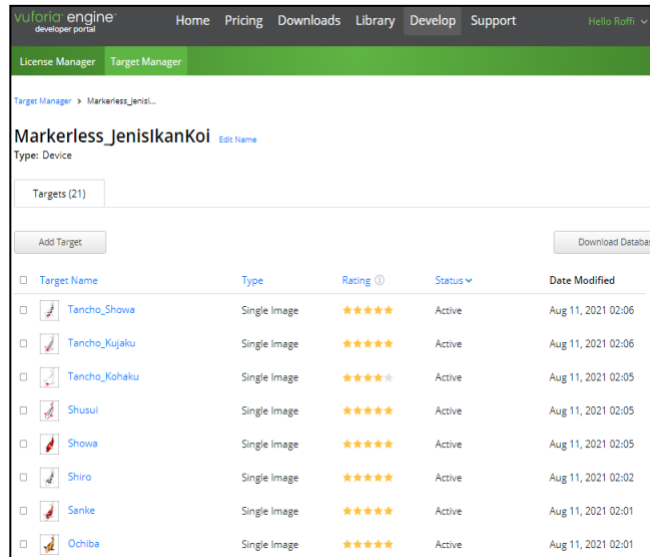 vuforia engine Home Pricing Downloads Library Develop Support Hello Roffi
developer portal
License Manager Target Manager
Target Manager > Markerless_JenisI...
Markerless_JenisIkanKoi Edit Name
Type: Device
Targets (21)
Add Target Download Databas
Target Name Type Rating Status Date Modified
Tancho_Showa Single Image Active Aug 11, 2021 02:06
Tancho_Kujaku Single Image Active Aug 11, 2021 02:06
Tancho_Kohaku Single Image Active Aug 11, 2021 02:05
Shusui Single Image Active Aug 11, 2021 02:05
Showa Single Image Active Aug 11, 2021 02:05
Shiro Single Image Active Aug 11, 2021 02:02
Sanke Single Image Active Aug 11, 2021 02:01
Ochiba Single Image Active Aug 11, 2021 02:01